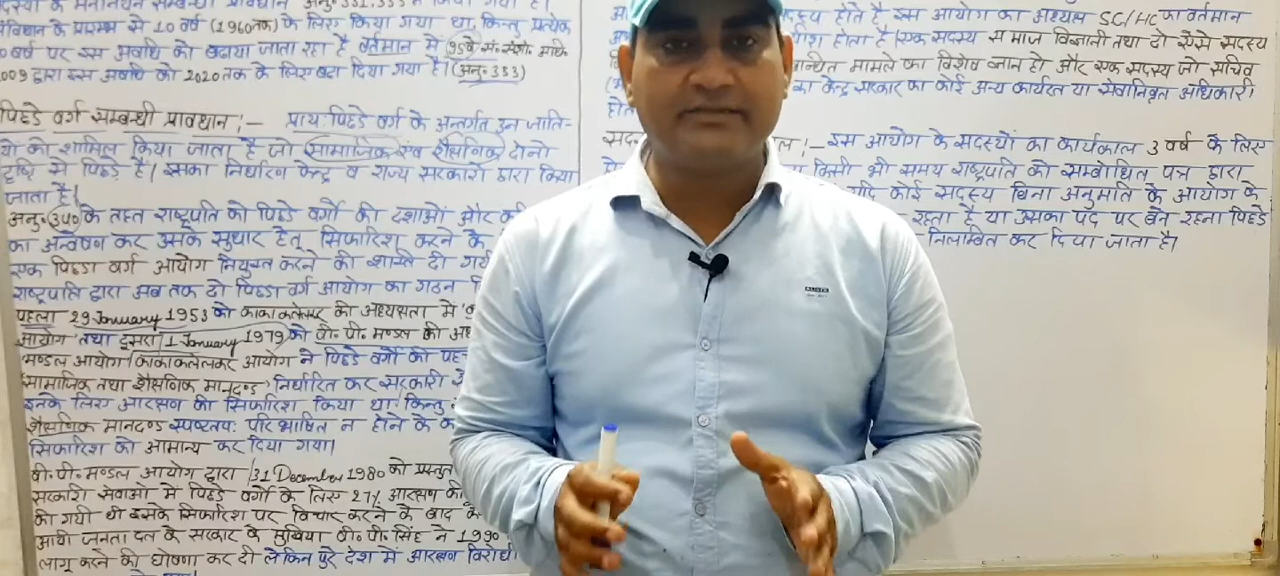 प्रावधान अनु॰ 331,333 में किया गया है।
संविधान के प्रारम्भ से 10 वर्ष (1960 तक) के लिए किया गया था, किन्तु प्रत्येक
वर्ष पर इस अवधि को बढाया जाता रहा है वर्तमान में 95वें सं॰ संशो॰ अधि॰
2009 द्वारा इस अवधि को 2020 तक के लिए बढा दिया गया है। (अनु॰ 333)
पिछडे वर्ग सम्बन्धी प्रावधान :- प्रायः पिछडे वर्ग के अन्तर्गत उन जाति-
यों को शामिल किया जाता है जो सामाजिक एवं शैक्षणिक दोनों
दृष्टि से पिछडे है। इसका निर्धारण केन्द्र व राज्य सरकारों द्वारा किया
जाता है।
अनु॰ 340 के तहत राष्ट्रपति को पिछडे वर्गों की दशाओं और
का अन्वेषण कर उसके सुधार हेतु सिफारिश करने के
एक पिछडा वर्ग आयोग नियुक्त करने की शक्ति दी गयी
राष्ट्रपति द्वारा अब तक दो पिछडा वर्ग आयोग का गठन
पहला 29 January 1953 को काका कलेलकर की अध्यक्षता में
आयोग तथा दूसरा 1 January 1979 को बी॰ पी॰ मण्डल की
मण्डल आयोग। काका कलेलकर आयोग ने पिछडे वर्गों की
सामाजिक तथा शैक्षणिक मानदण्ड निर्धारित कर सरकारी
इनके लिए आरक्षण की सिफारिश किया था किन्तु
शैक्षणिक मानदण्ड स्पष्टतः परिभाषित न होने के
सिफारिश को आमान्य कर दिया गया।
बी॰ पी॰ मण्डल आयोग द्वारा 31 December 1980 को प्रस्तुत
सरकारी सेवाओं में पिछडे वर्गों के लिए 27% आरक्षण की
की गयी थी इसके सिफारिश पर विचार करने के बाद
आयी जनता दल के सरकार के मुखिया वी॰ पी॰ सिंह ने 1990
लागू करने की घोषणा कर दी लेकिन पुरे देश में आरक्षण विरोधी
होते है, इस आयोग का अध्यक्ष SC/HC का वर्तमान
होता है। एक सदस्य समाज विज्ञानी तथा दो ऐसे सदस्य
मामले का विशेष ज्ञान हो और एक सदस्य जो सचिव
का केन्द्र सरकार का कोई अन्य कार्यरत या सेवानिवृत अधिकारी
:- इस आयोग के सदस्यों का कार्यकाल 3 वर्ष के लिए
किसी भी समय राष्ट्रपति को सम्बोधित पत्र द्वारा
यदि कोई सदस्य बिना अनुमति के आयोग के
रहता है या उसका पद पर बने रहना पिछडे
निलम्बित कर दिया जाता है।